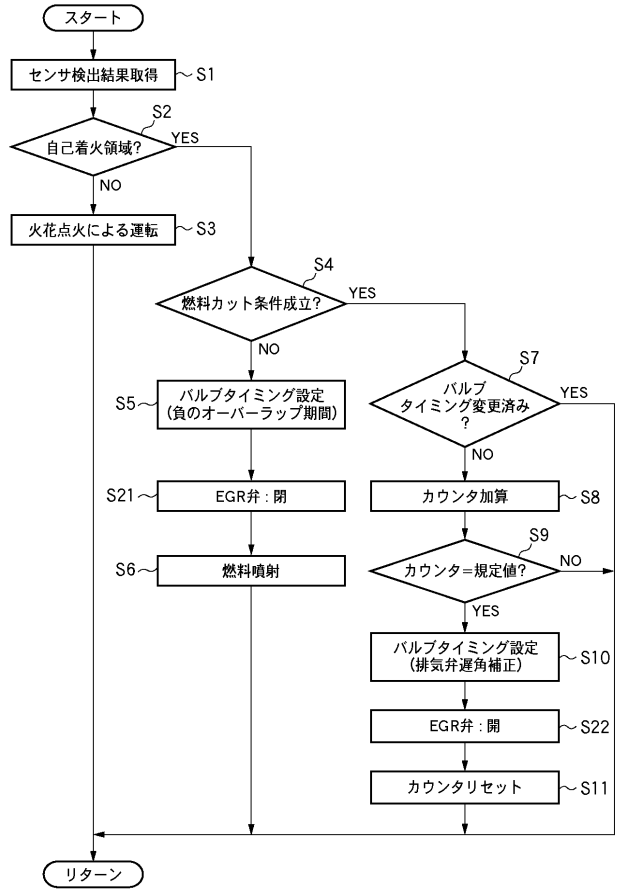 スタート
センサ検出結果取得
S1
S2
自己着火領域?
YES
NO
火花点火による運転
S3
S4
燃料カット条件成立?
YES
NO
S5
バルブタイミング設定
(負のオーバーラップ期間)
S7
バルブ
タイミング変更済み
?
YES
NO
S21
EGR弁:閉
カウンタ加算
S8
S6
燃料噴射
S9
カウンタ=規定値?
NO
YES
バルブタイミング設定
(排気弁遅角補正)
S10
EGR弁:開
S22
カウンタリセット
S11
リターン